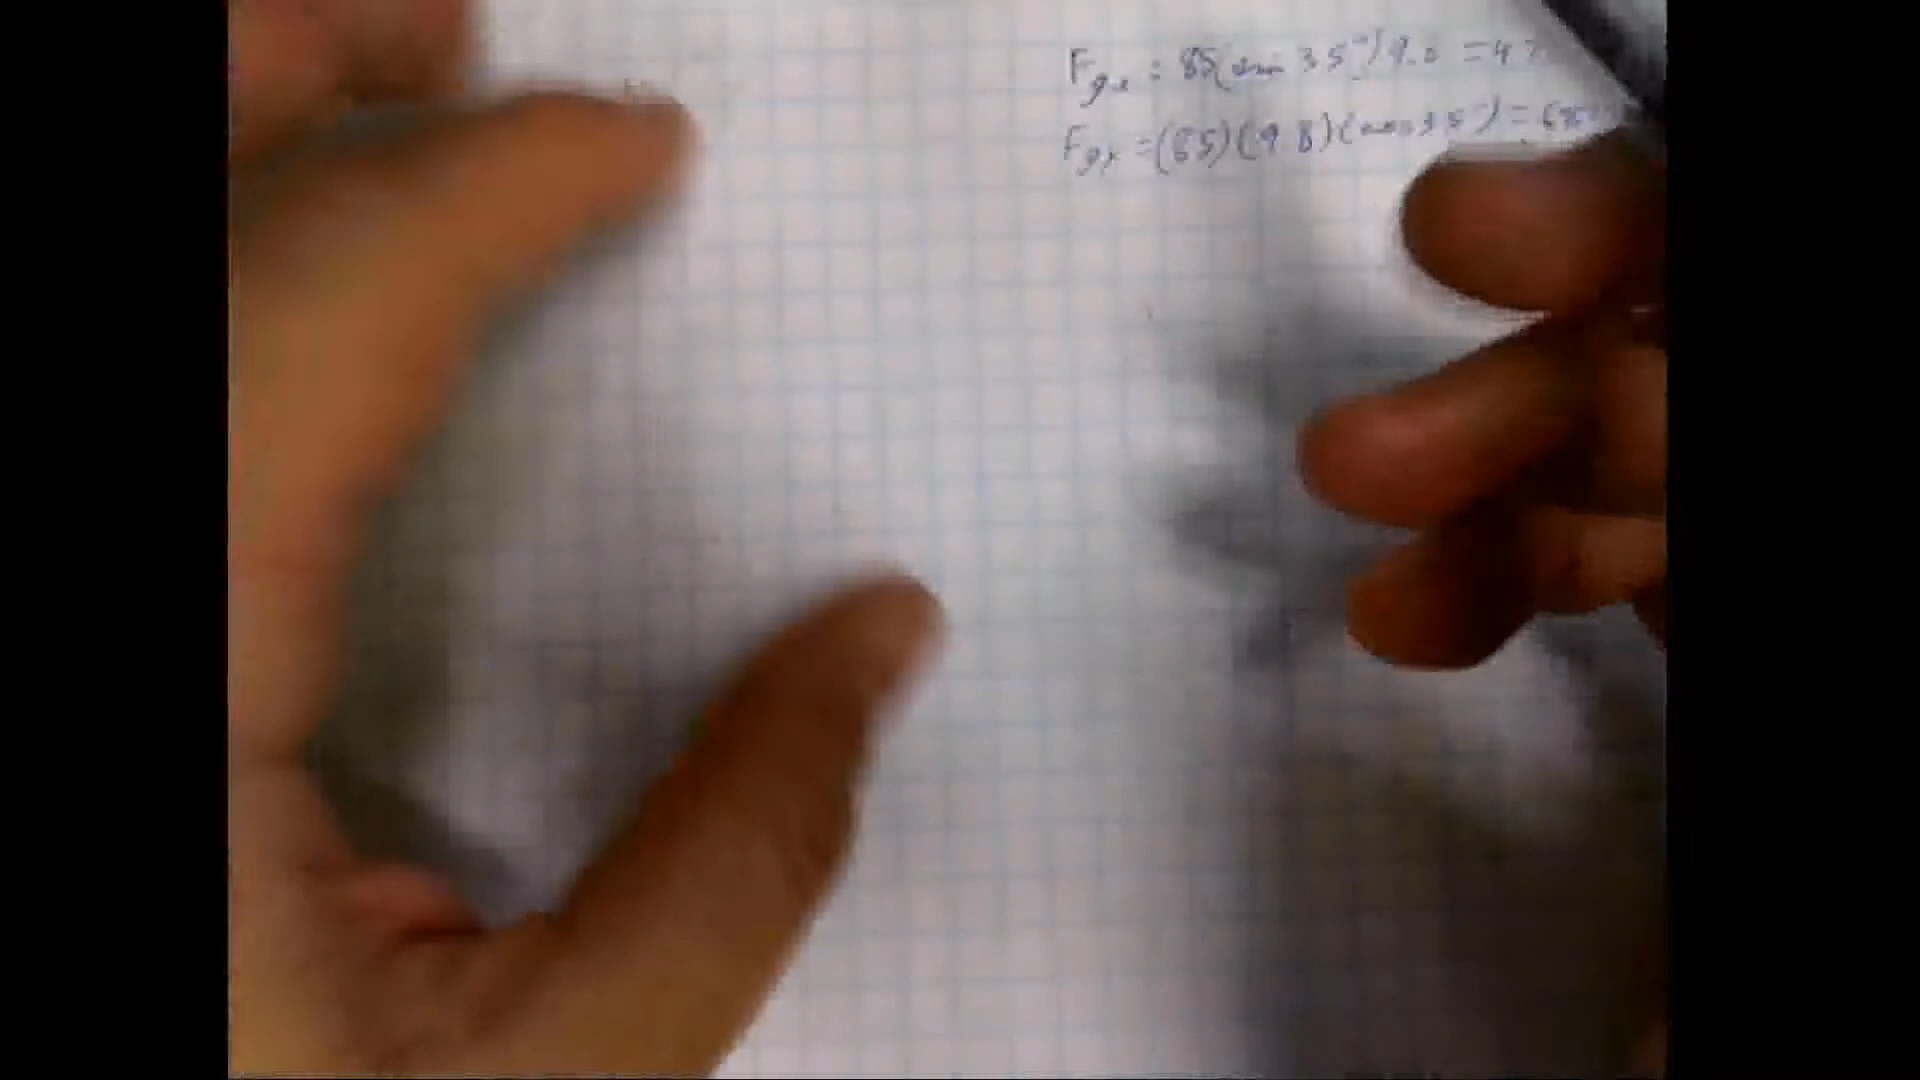 Fgx = 85(sin 35°)9.8 = 47
Fgy = (85)(9.8)(cos 35°) = 68